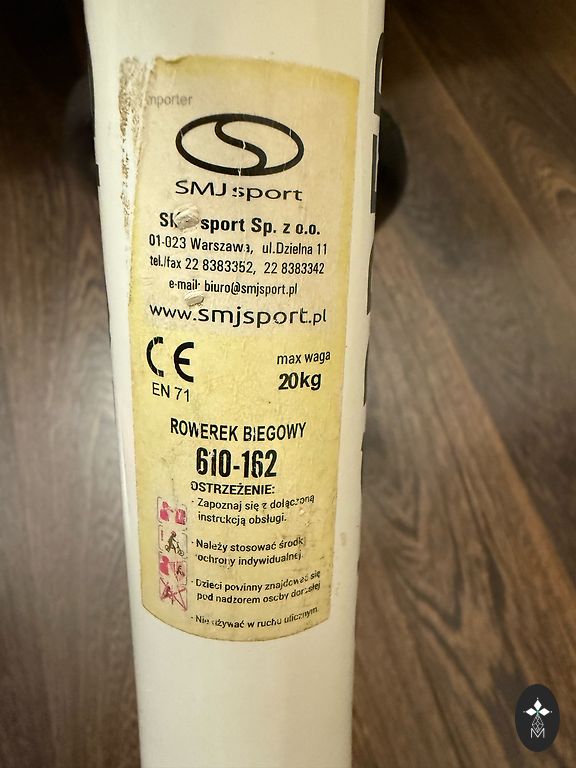 mporter
SMJ sport
sport Sp. z o.o.
01-023 Warszawa, ul.Dzielna 11
tel./fax 22 8383352, 22 8383342
e-mail: biuro@smjsport.pl
www.smjsport.pl
CE
EN 71
max waga
20kg
ROWEREK BIEGOWY
610-162
OSTRZEŻENIE:
- Zapoznaj się z dołączoną
instrukcją obsługi.
- Należy stosować środki
ochrony indywidualnej.
- Dzieci powinny znajdować się
pod nadzorem osoby dorosłej
- Nie używać w ruchu ulicznym.
M